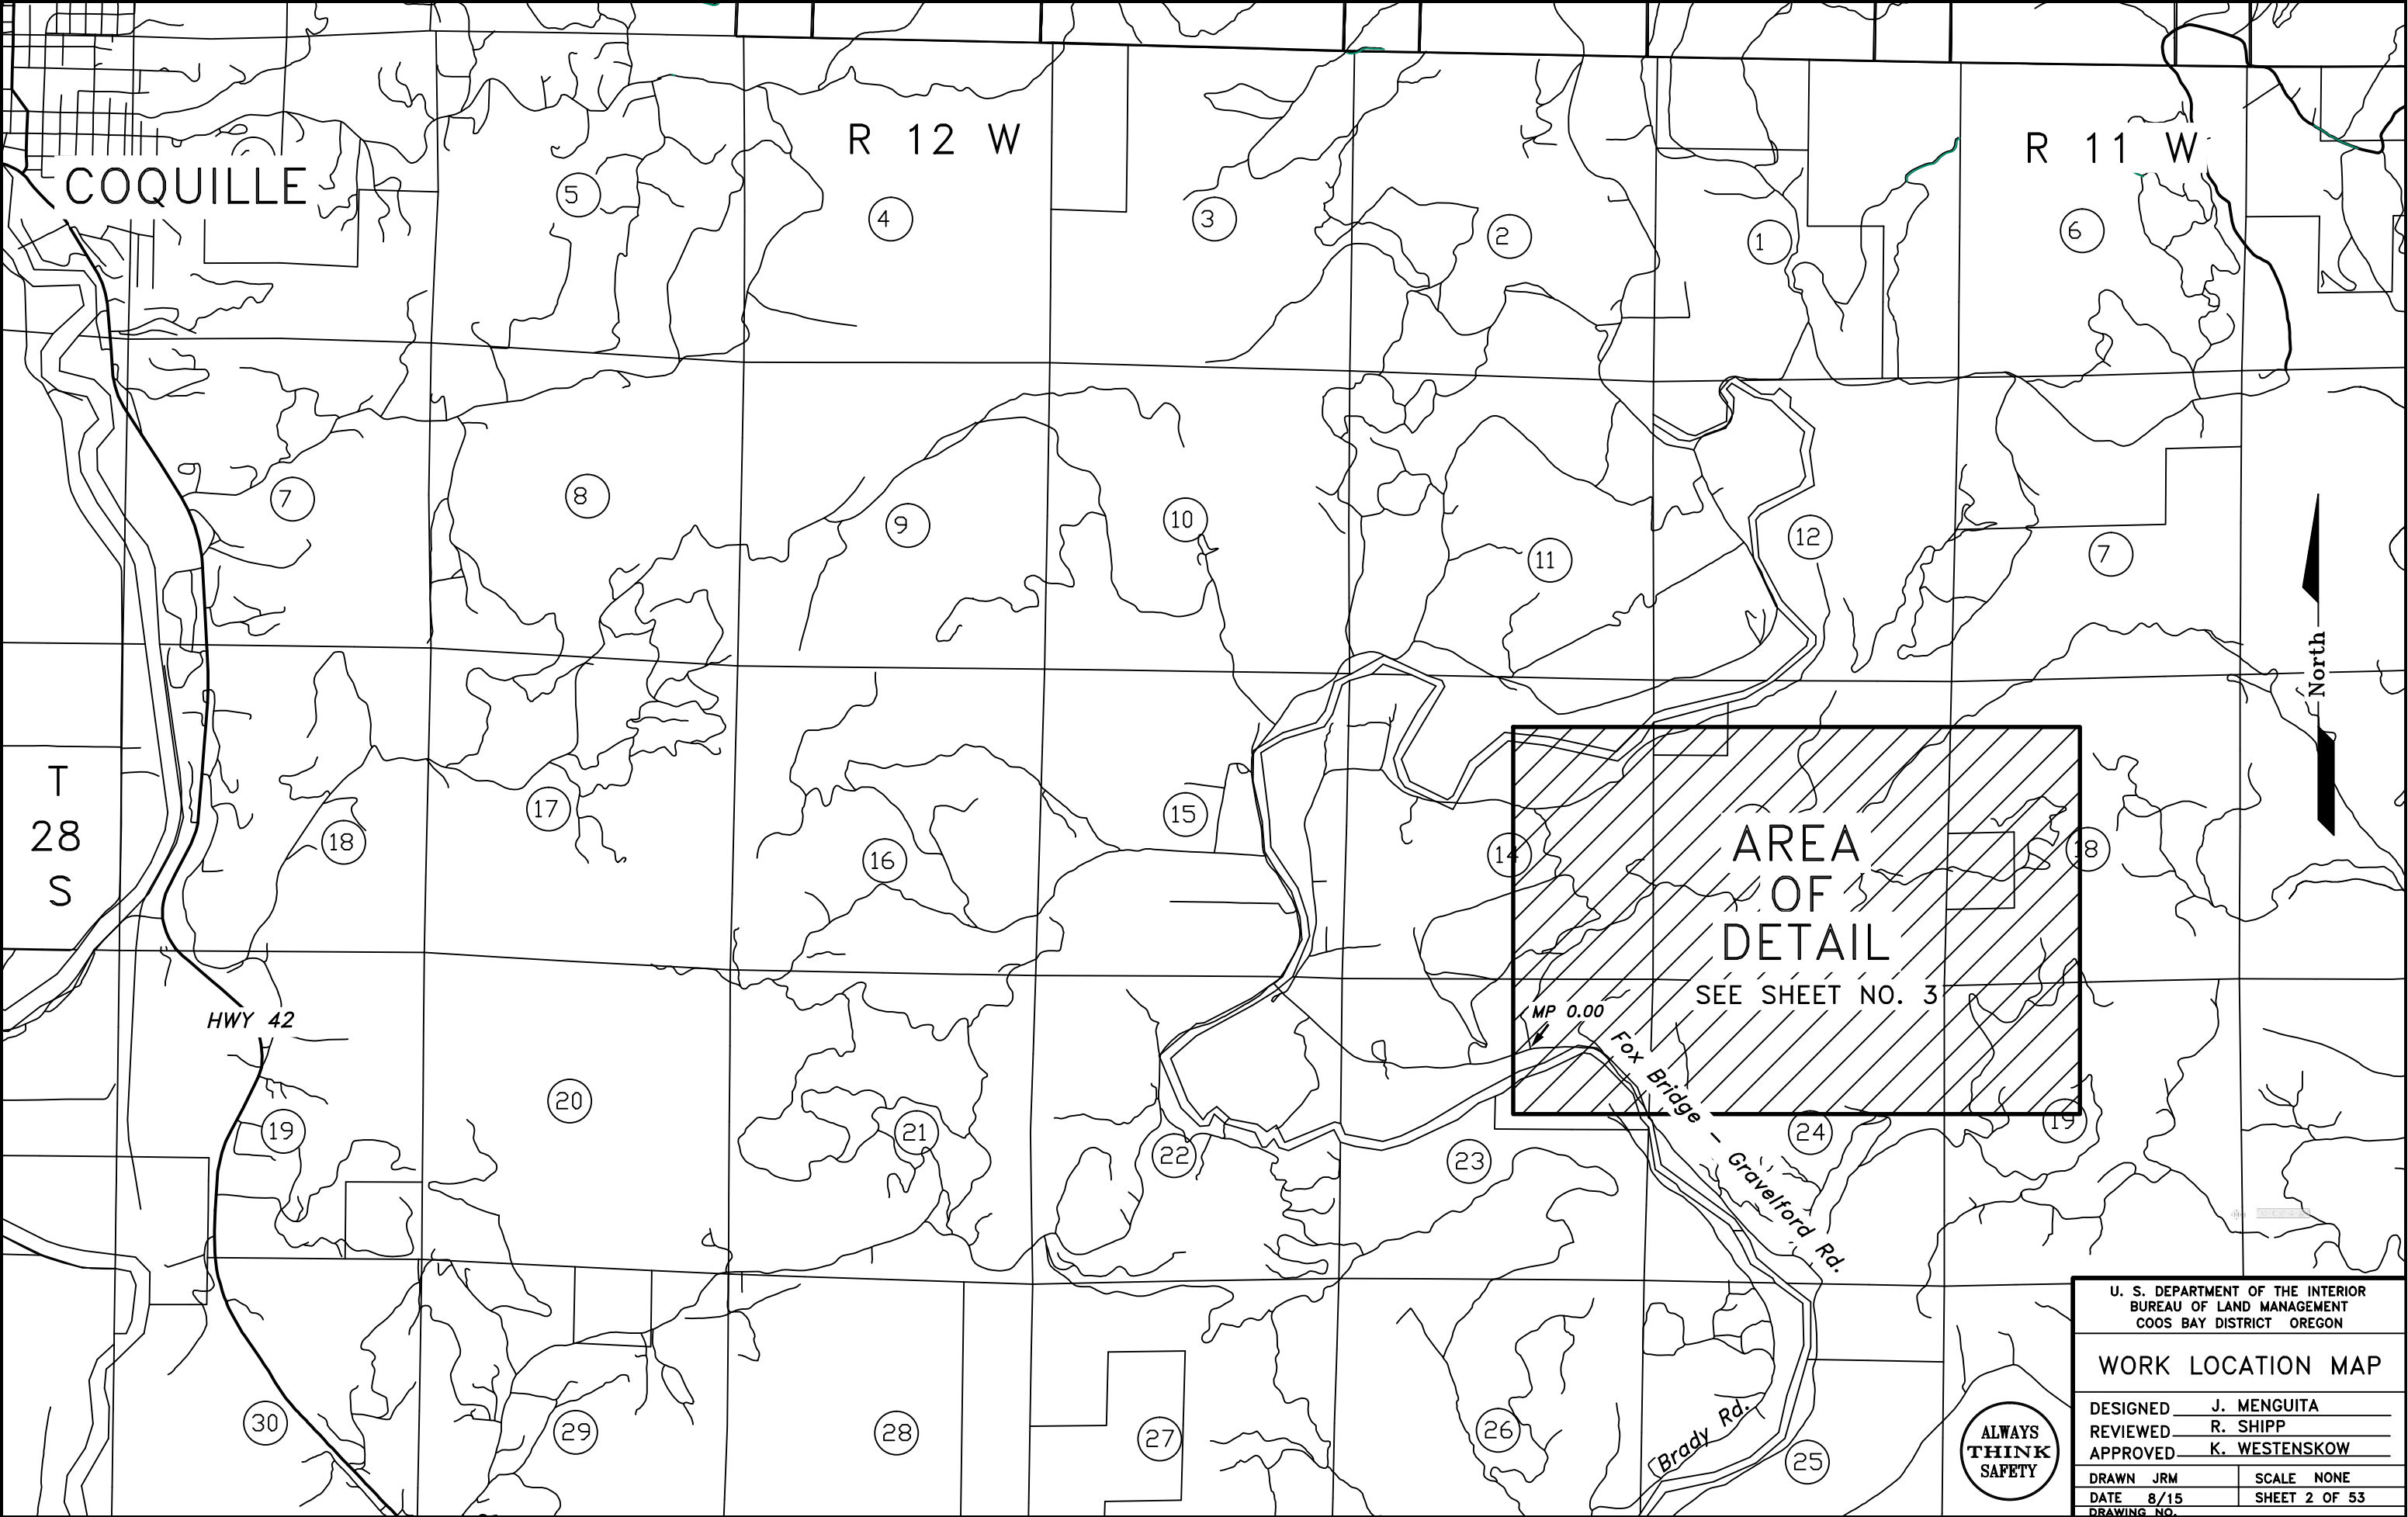 R 12 W
R 11 W
COQUILLE
5
4
3
2
1
6
7
8
9
10
11
12
7
North
T
28
S
18
17
16
15
14
18
AREA
OF
DETAIL
SEE SHEET NO. 3
MP 0.00
HWY 42
Fox Bridge – Gravelford Rd.
19
20
21
22
23
24
19
30
29
28
27
26
25
Brady Rd.
ALWAYS
THINK
SAFETY
U. S. DEPARTMENT OF THE INTERIOR
BUREAU OF LAND MANAGEMENT
COOS BAY DISTRICT OREGON
WORK LOCATION MAP
DESIGNED J. MENGUITA
REVIEWED R. SHIPP
APPROVED K. WESTENSKOW
DRAWN JRM
SCALE NONE
DATE 8/15
SHEET 2 OF 53
DRAWING NO.